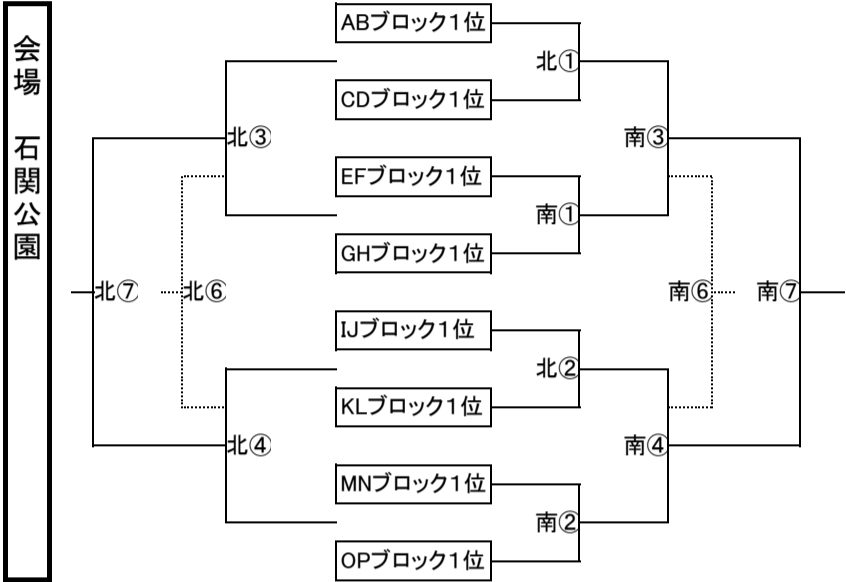 会場 石関公園
ABブロック1位
北①
CDブロック1位
北③
南③
EFブロック1位
南①
GHブロック1位
北⑦
北⑥
南⑥
南⑦
IJブロック1位
北②
KLブロック1位
北④
南④
MNブロック1位
南②
OPブロック1位